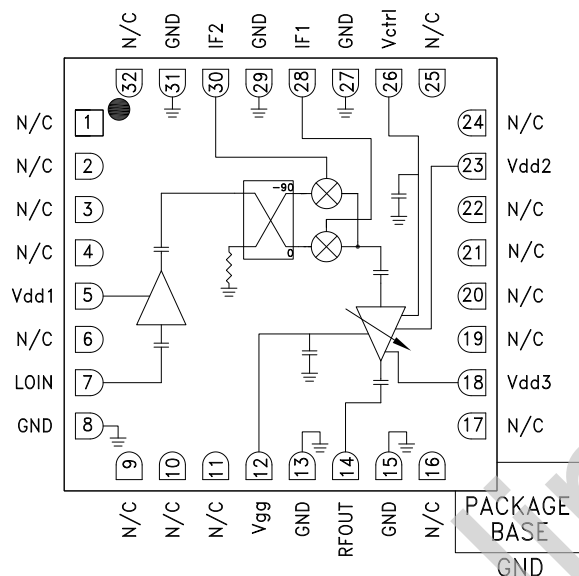 N/C GND IF2 GND IF1 GND Vctrl N/C
32 31 30 29 28 27 26 25
N/C 1 24 N/C
N/C 2 23 Vdd2
N/C 3 22 N/C
N/C 4 21 N/C
Vdd1 5 20 N/C
N/C 6 19 N/C
LOIN 7 18 Vdd3
GND 8 17 N/C
-90
0
9 10 11 12 13 14 15 16
N/C N/C N/C Vgg GND RFOUT GND N/C
PACKAGE
BASE
GND